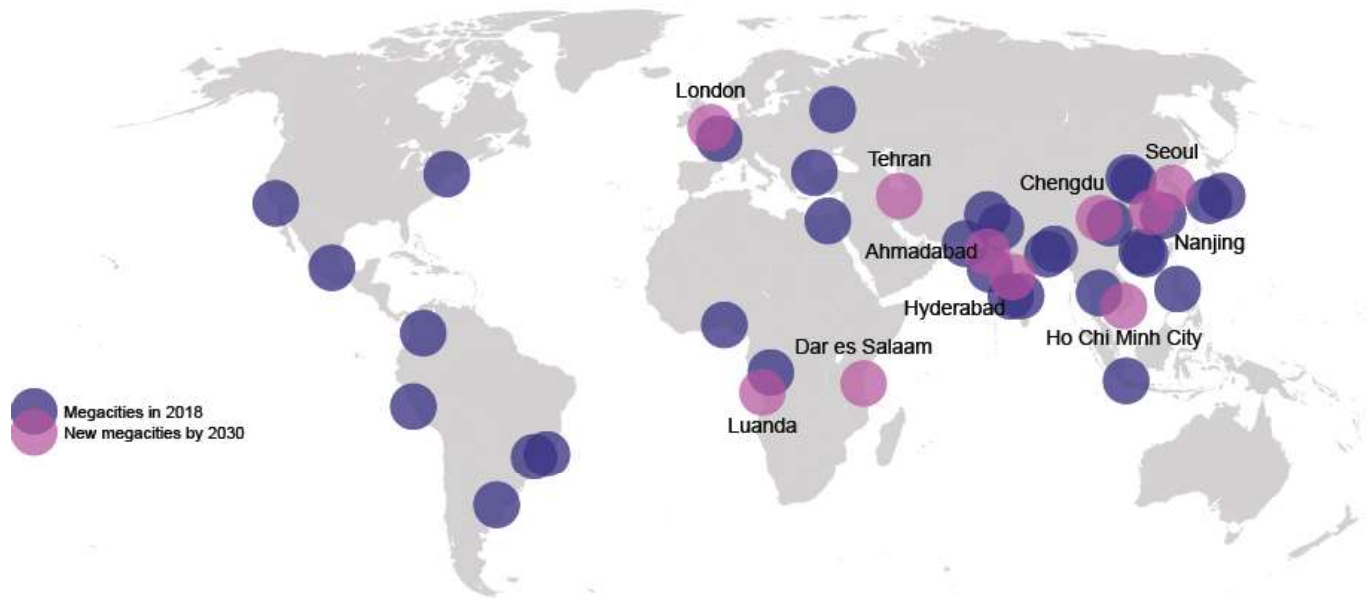 London
Tehran
Seoul
Chengdu
Ahmadabad
Nanjing
Hyderabad
Ho Chi Minh City
Dar es Salaam
Luanda
Megacities in 2018
New megacities by 2030